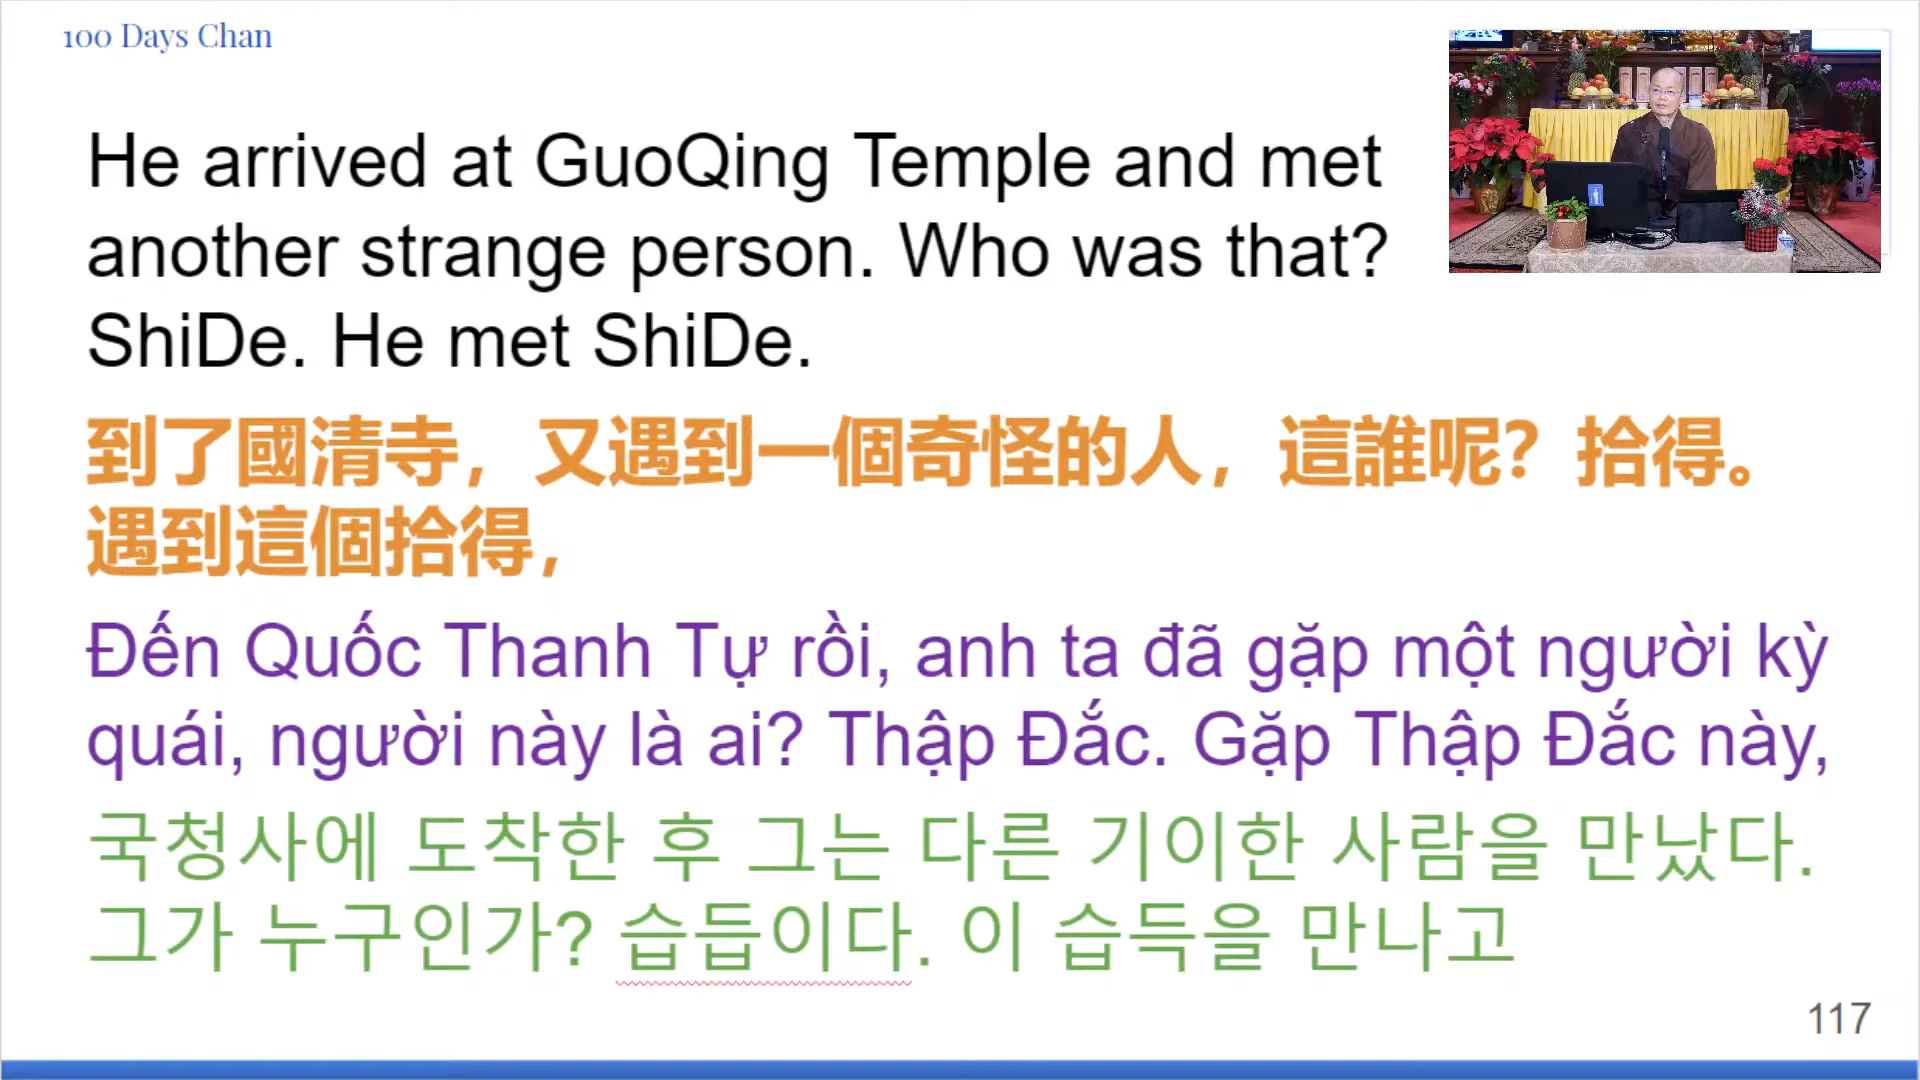 100 Days Chan
He arrived at GuoQing Temple and met
another strange person. Who was that?
ShiDe. He met ShiDe.
到了國清寺，又遇到一個奇怪的人，這誰呢？拾得。
遇到這個拾得，
Đến Quốc Thanh Tự rồi, anh ta đã gặp một người kỳ
quái, người này là ai? Thập Đắc. Gặp Thập Đắc này,
국청사에 도착한 후 그는 다른 기이한 사람을 만났다.
그가 누구인가? 습듭이다. 이 습득을 만나고
117